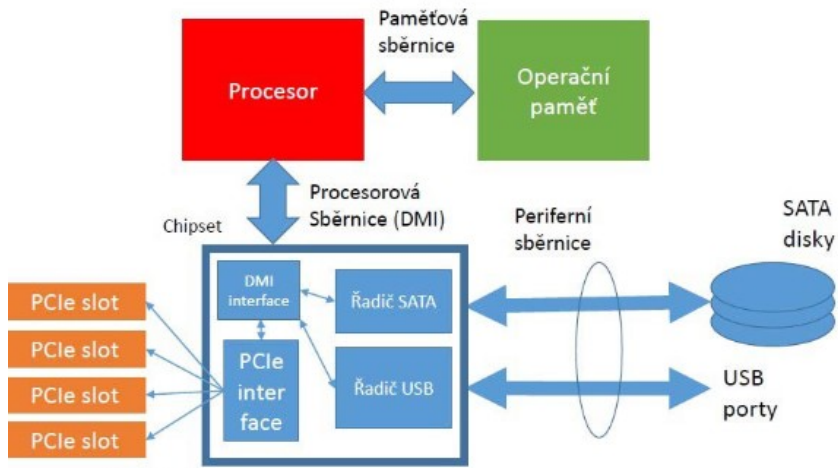 Paměťová
sběrnice
Procesor
Operační
paměť
Procesorová
Sběrnice (DMI)
Chipset
Periferní
sběrnice
SATA
disky
DMI
interface
Řadič SATA
PCIe slot
PCIe slot
PCIe slot
PCIe slot
PCIe
inter
face
Řadič USB
USB
porty